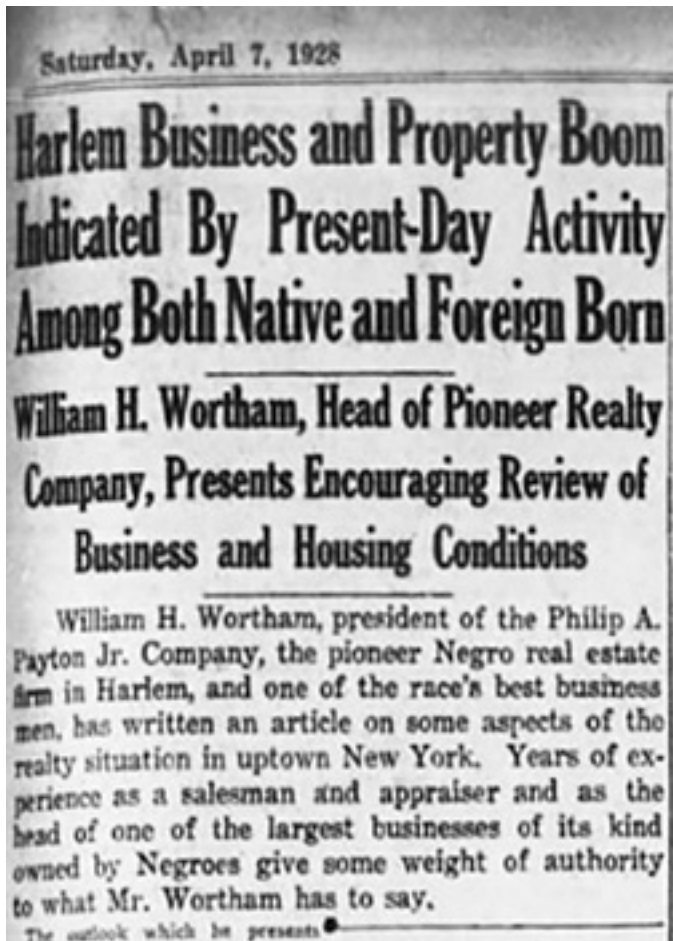 Saturday, April 7, 1928
Harlem Business and Property Boom
Indicated By Present-Day Activity
Among Both Native and Foreign Born
William H. Wortham, Head of Pioneer Realty
Company, Presents Encouraging Review of
Business and Housing Conditions
William H. Wortham, president of the Philip A.
Payton Jr. Company, the pioneer Negro real estate
firm in Harlem, and one of the race's best business
men, has written an article on some aspects of the
realty situation in uptown New York. Years of ex-
perience as a salesman and appraiser and as the
head of one of the largest businesses of its kind
owned by Negroes give some weight of authority
to what Mr. Wortham has to say.
The outlook which he presents